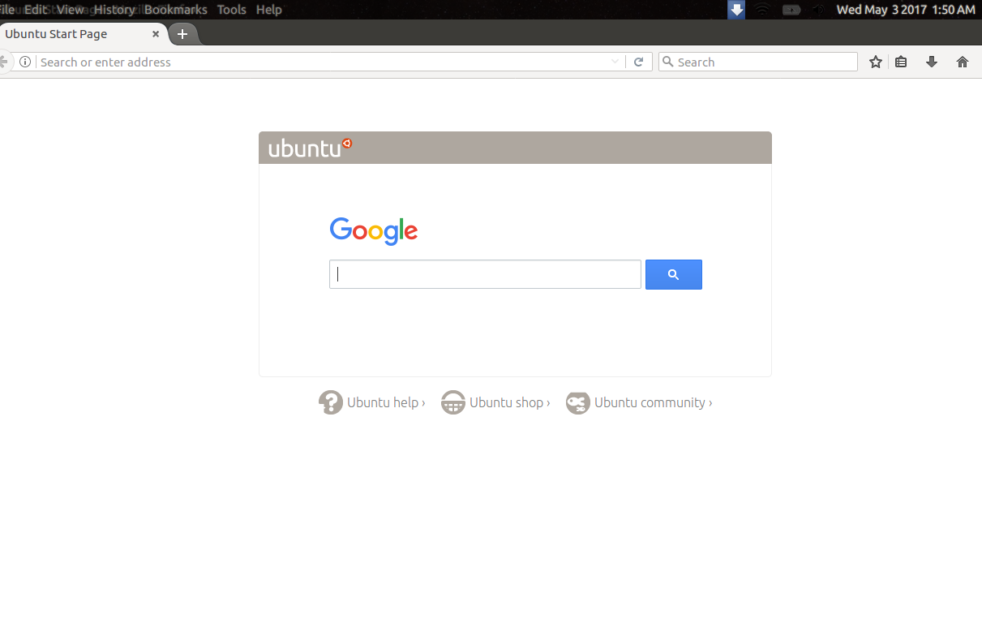 File Edit View History Bookmarks Tools Help Wed May 3 2017 1:50 AM
Ubuntu Start Page
Search or enter address Search
ubuntu
Google
Ubuntu help › Ubuntu shop › Ubuntu community ›